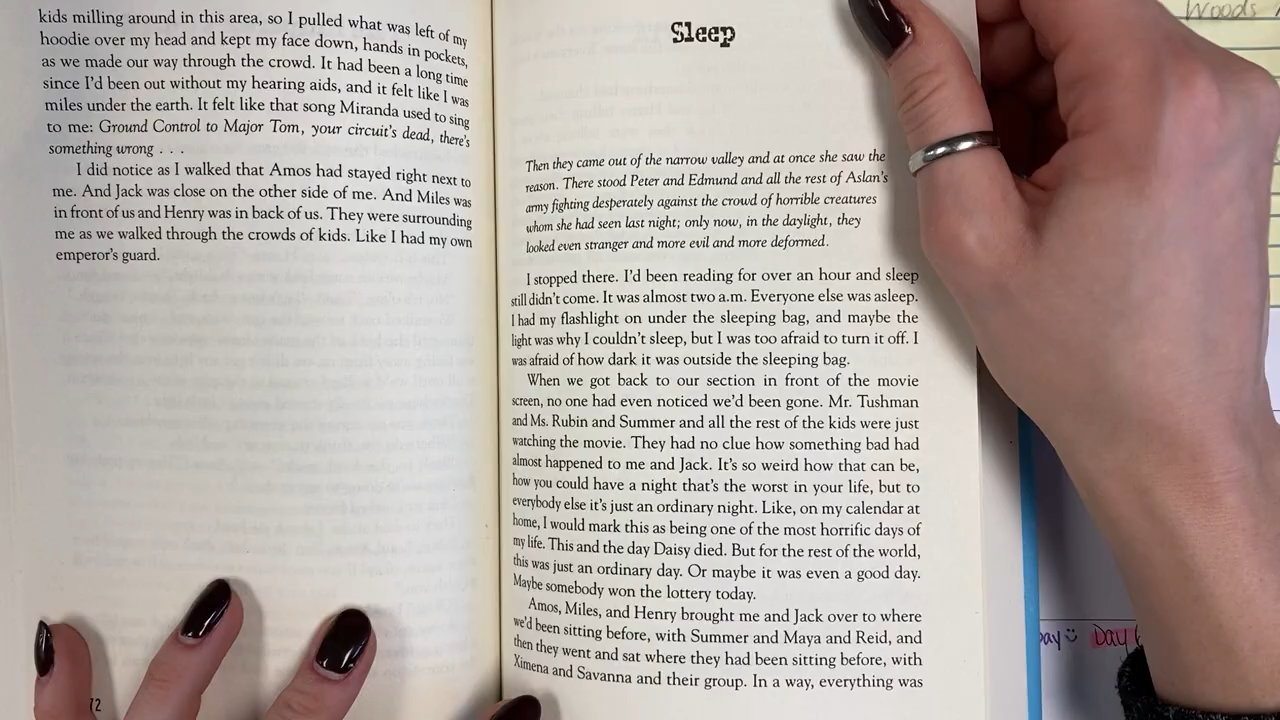 kids milling around in this area, so I pulled what was left of my
hoodie over my head and kept my face down, hands in pockets,
as we made our way through the crowd. It had been a long time
since I'd been out without my hearing aids, and it felt like I was
miles under the earth. It felt like that song Miranda used to sing
to me: Ground Control to Major Tom, your circuit's dead, there's
something wrong . . .
I did notice as I walked that Amos had stayed right next to
me. And Jack was close on the other side of me. And Miles was
in front of us and Henry was in back of us. They were surrounding
me as we walked through the crowds of kids. Like I had my own
emperor's guard.
72
Sleep
Then they came out of the narrow valley and at once she saw the
reason. There stood Peter and Edmund and all the rest of Aslan's
army fighting desperately against the crowd of horrible creatures
whom she had seen last night; only now, in the daylight, they
looked even stranger and more evil and more deformed.
I stopped there. I'd been reading for over an hour and sleep
still didn't come. It was almost two a.m. Everyone else was asleep.
I had my flashlight on under the sleeping bag, and maybe the
light was why I couldn't sleep, but I was too afraid to turn it off. I
was afraid of how dark it was outside the sleeping bag.
When we got back to our section in front of the movie
screen, no one had even noticed we'd been gone. Mr. Tushman
and Ms. Rubin and Summer and all the rest of the kids were just
watching the movie. They had no clue how something bad had
almost happened to me and Jack. It's so weird how that can be,
how you could have a night that's the worst in your life, but to
everybody else it's just an ordinary night. Like, on my calendar at
home, I would mark this as being one of the most horrific days of
my life. This and the day Daisy died. But for the rest of the world,
this was just an ordinary day. Or maybe it was even a good day.
Maybe somebody won the lottery today.
Amos, Miles, and Henry brought me and Jack over to where
we'd been sitting before, with Summer and Maya and Reid, and
then they went and sat where they had been sitting before, with
Ximena and Savanna and their group. In a way, everything was
Woods
Day